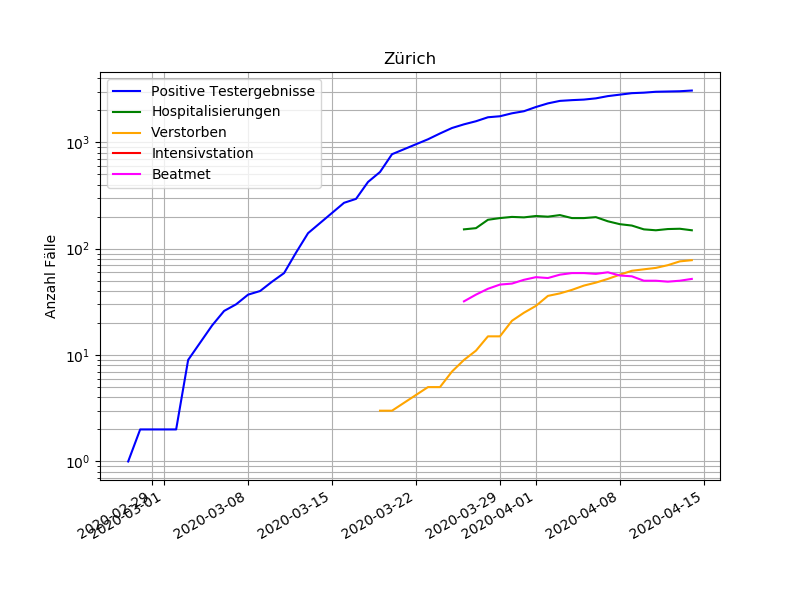 Zürich
Positive Testergebnisse
Hospitalisierungen
Verstorben
Intensivstation
Beatmet
Anzahl Fälle
10³
10²
10¹
10⁰
2020-02-29
2020-03-01
2020-03-08
2020-03-15
2020-03-22
2020-03-29
2020-04-01
2020-04-08
2020-04-15